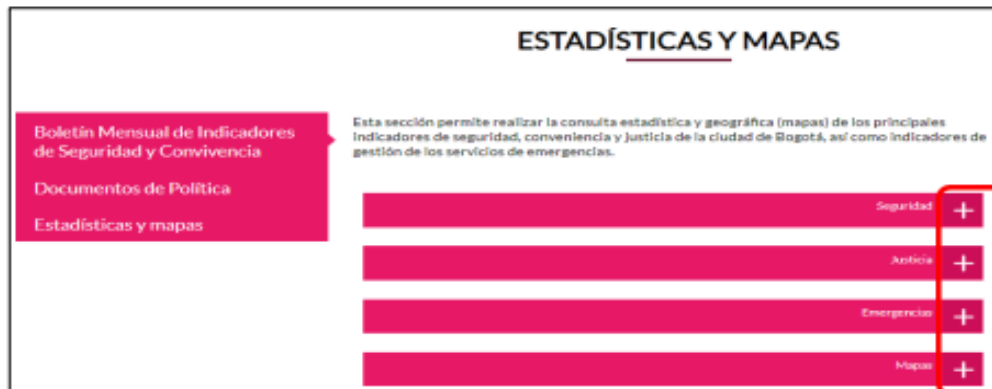 ESTADÍSTICAS Y MAPAS
Boletín Mensual de Indicadores
de Seguridad y Convivencia
Documentos de Política
Estadísticas y mapas
Esta sección permite realizar la consulta estadística y geográfica (mapas) de los principales
indicadores de seguridad, conveniencia y justicia de la ciudad de Bogotá, así como indicadores de
gestión de los servicios de emergencias.
Seguridad +
Justicia +
Emergencias +
Mapas +